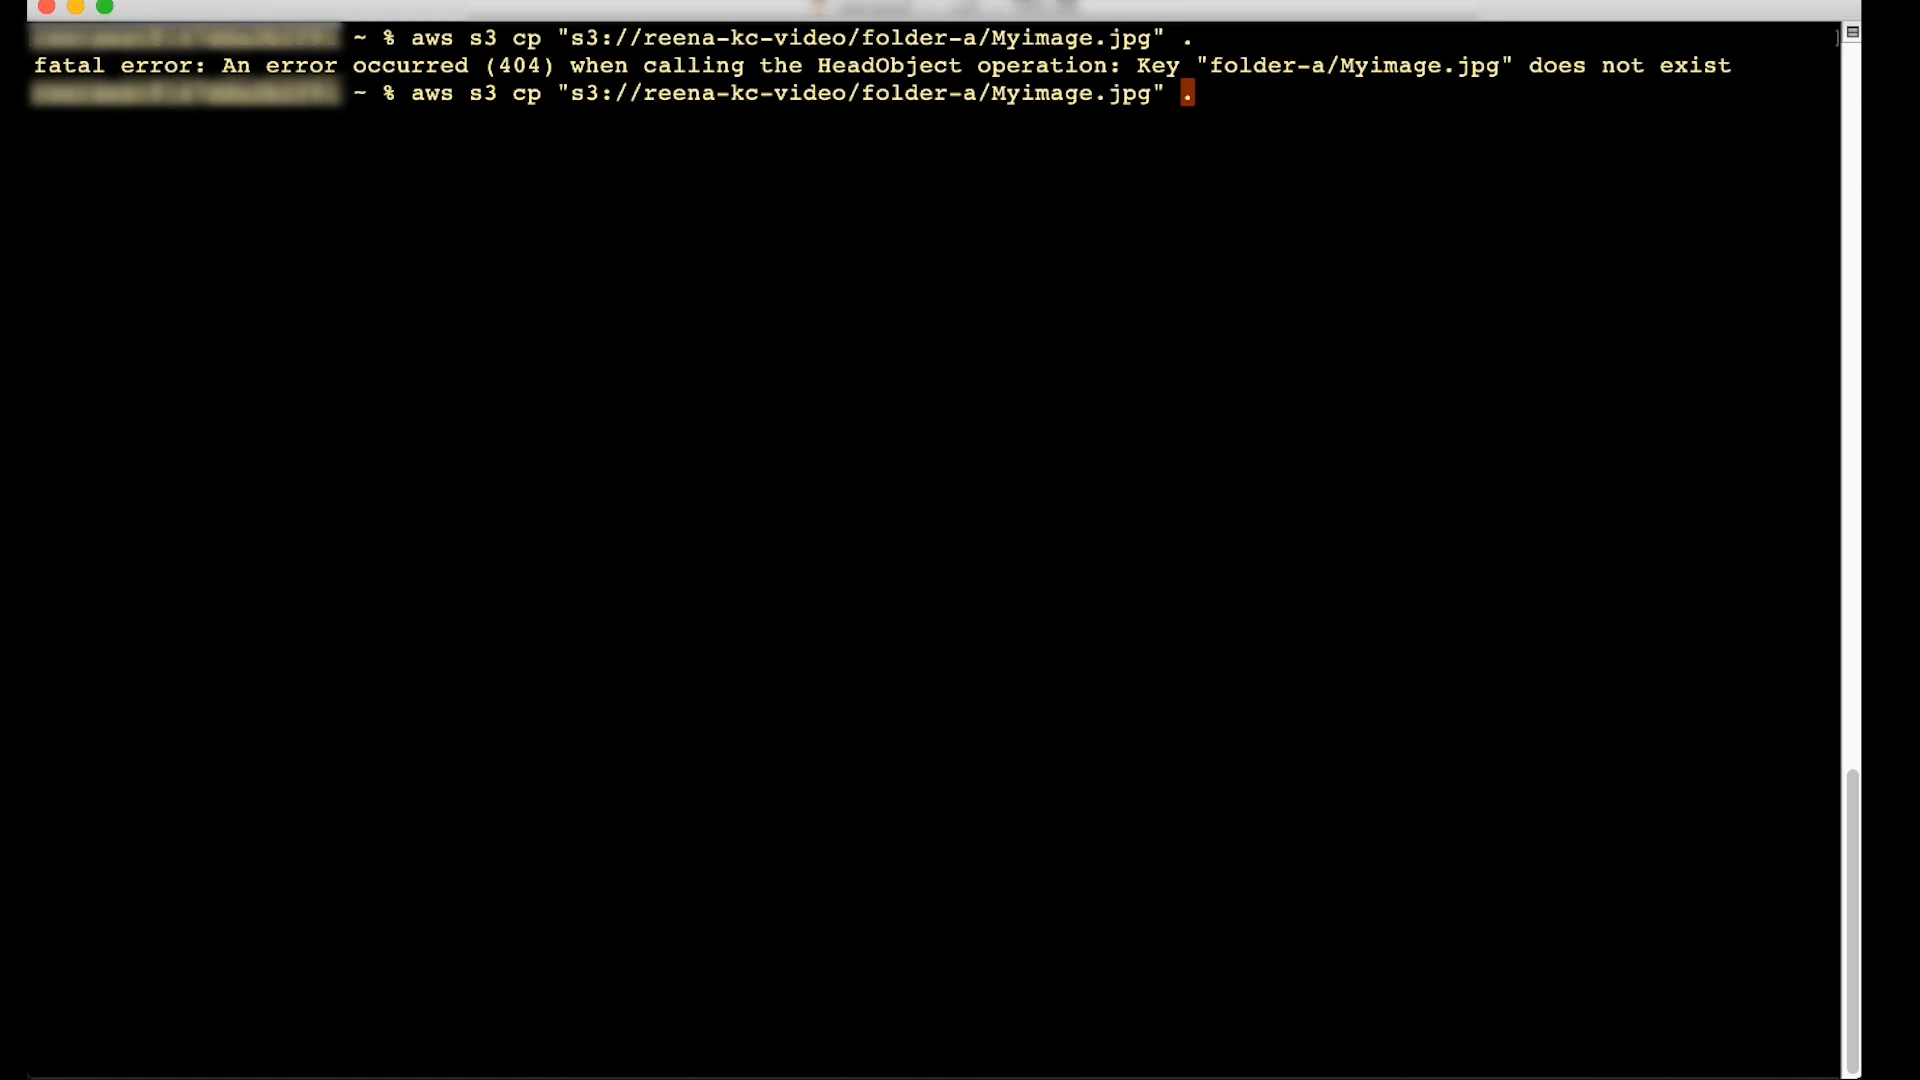 ~ % aws s3 cp "s3://reena-kc-video/folder-a/Myimage.jpg" .
fatal error: An error occurred (404) when calling the HeadObject operation: Key "folder-a/Myimage.jpg" does not exist
~ % aws s3 cp "s3://reena-kc-video/folder-a/Myimage.jpg" .